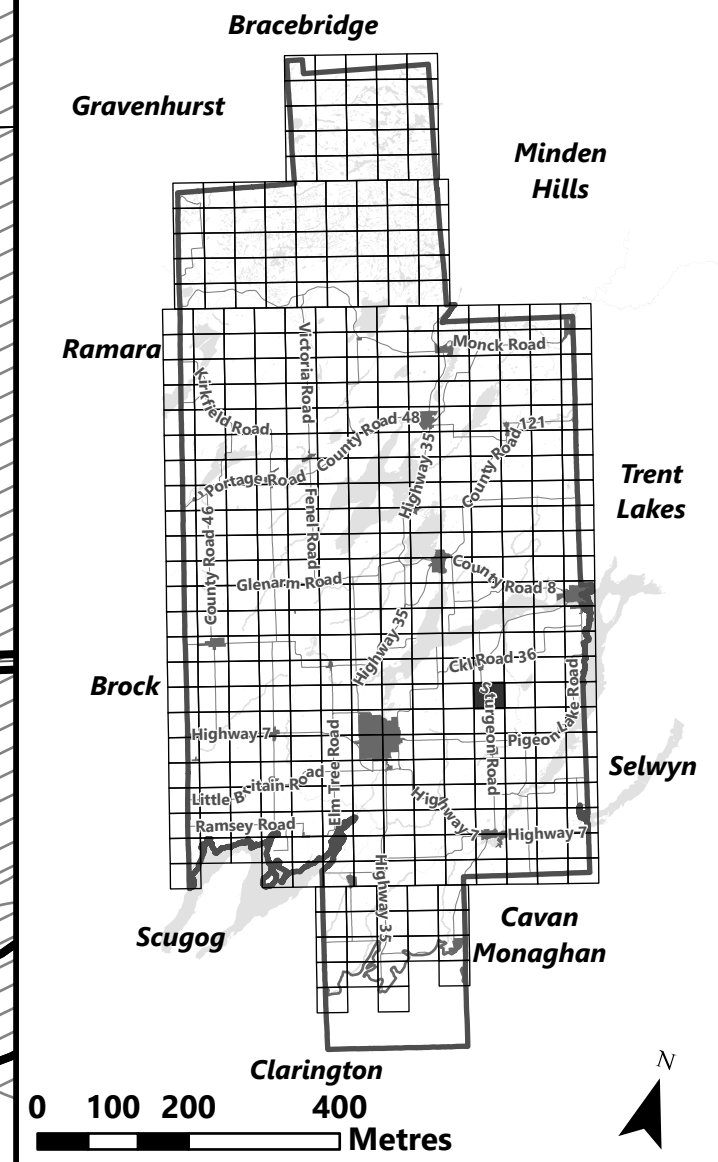 Bracebridge
Gravenhurst
Minden
Hills
Ramara
Monck Road
Victoria Road
Kirkfield Road
County Road 48
121
County Road
Highway 35
Portage Road
Trent
Lakes
Fenel Road
County Road 46
Glenarm Road
County Road 8
Highway 35
Ckl Road 36
Brock
Sturgeon Road
Pigeon Lake Road
Highway 7
Elm Tree Road
Selwyn
Little Britain Road
Highway 7
Ramsey Road
Highway 7
Highway 35
Scugog
Cavan
Monaghan
Clarington
N
0 100 200 400
Metres